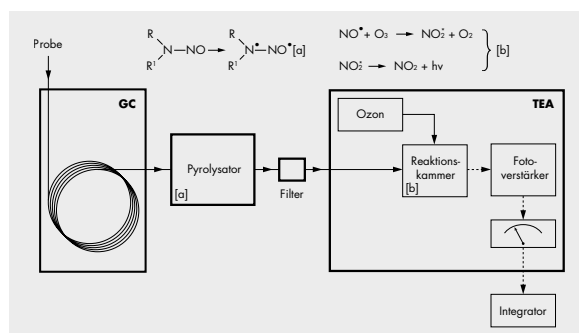 Probe
R
N—NO → N•—NO• [a]
R¹
R
R¹
NO• + O₃ → NO₂* + O₂
NO₂* → NO₂ + hν
[b]
GC
TEA
Ozon
Pyrolysator
[a]
Filter
Reaktions-
kammer
[b]
Foto-
verstärker
Integrator